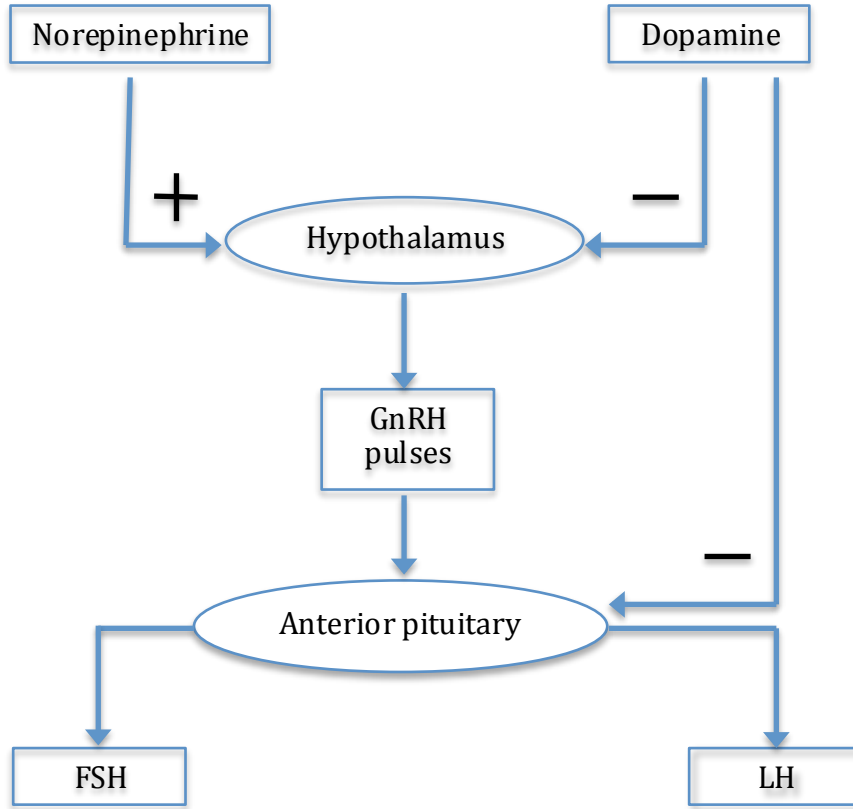 Norepinephrine
Dopamine
+
−
Hypothalamus
GnRH
pulses
−
Anterior pituitary
FSH
LH